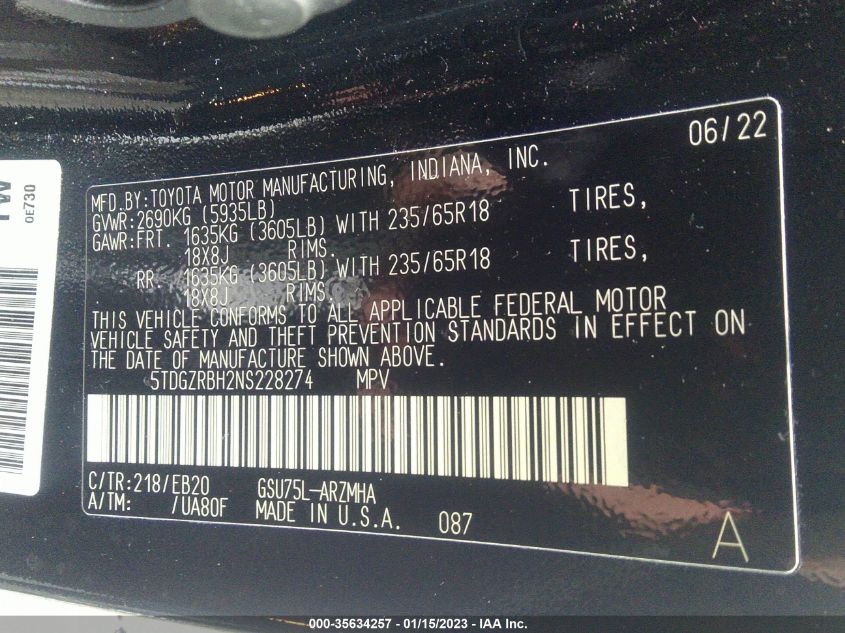 06/22
MFD.BY:TOYOTA MOTOR MANUFACTURING, INDIANA, INC.
GVWR:2690KG (5935LB)
GAWR:FRT. 1635KG (3605LB) WITH 235/65R18 TIRES,
18X8J RIMS.
RR. 1635KG (3605LB) WITH 235/65R18 TIRES,
18X8J RIMS.
THIS VEHICLE CONFORMS TO ALL APPLICABLE FEDERAL MOTOR
VEHICLE SAFETY AND THEFT PREVENTION STANDARDS IN EFFECT ON
THE DATE OF MANUFACTURE SHOWN ABOVE.
5TDGZRBH2NS228274 MPV
C/TR:218/EB20 GSU75L-ARZMHA
A/TM: /UA80F MADE IN U.S.A. 087
A
0E730
000-35634257 - 01/15/2023 - IAA Inc.